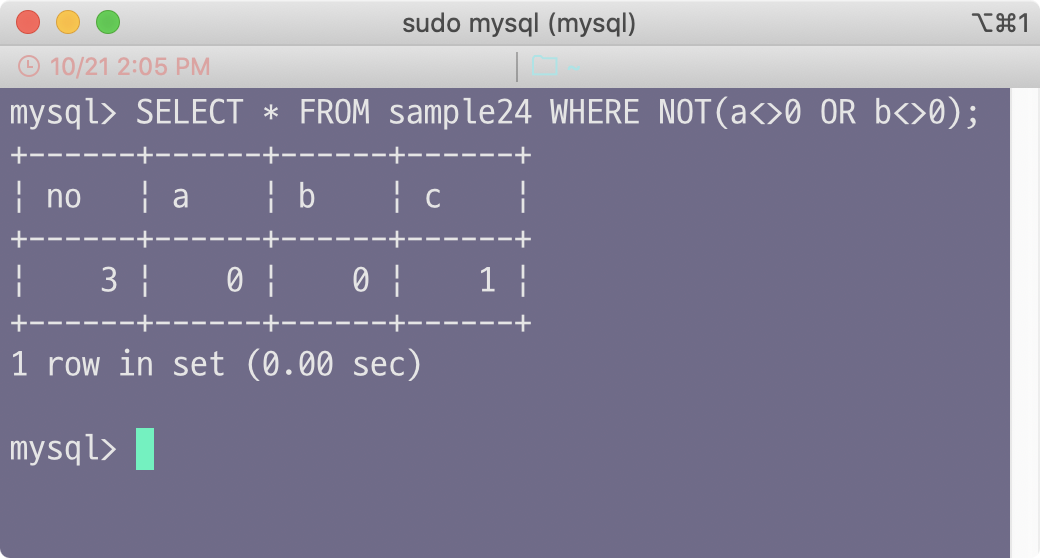 sudo mysql (mysql)
⌥⌘1
10/21 2:05 PM
~
mysql> SELECT * FROM sample24 WHERE NOT(a<>0 OR b<>0);
+------+------+------+------+
| no   | a    | b    | c    |
+------+------+------+------+
|    3 |    0 |    0 |    1 |
+------+------+------+------+
1 row in set (0.00 sec)
mysql>